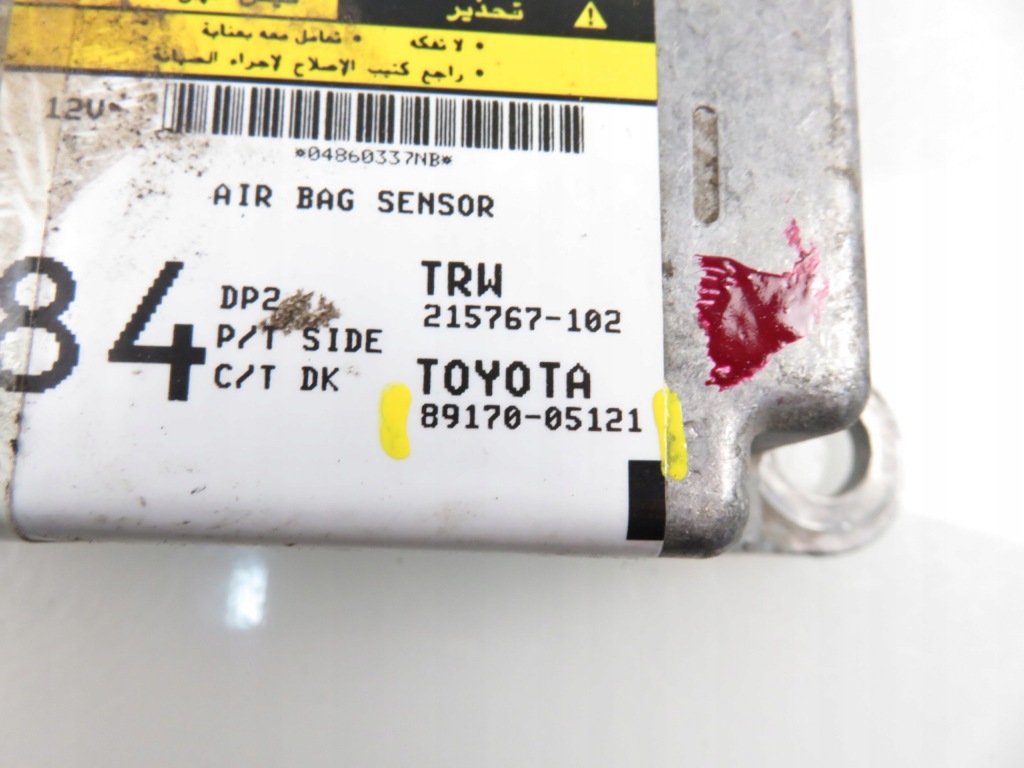 تحذير
• لا تفكه • تعامل معه بعناية
• راجع كتيب الإصلاح لاجراء الصيانة
12V
*04860337NB*
AIR BAG SENSOR
84
DP2
P/T SIDE
C/T DK
TRW
215767-102
TOYOTA
89170-05121